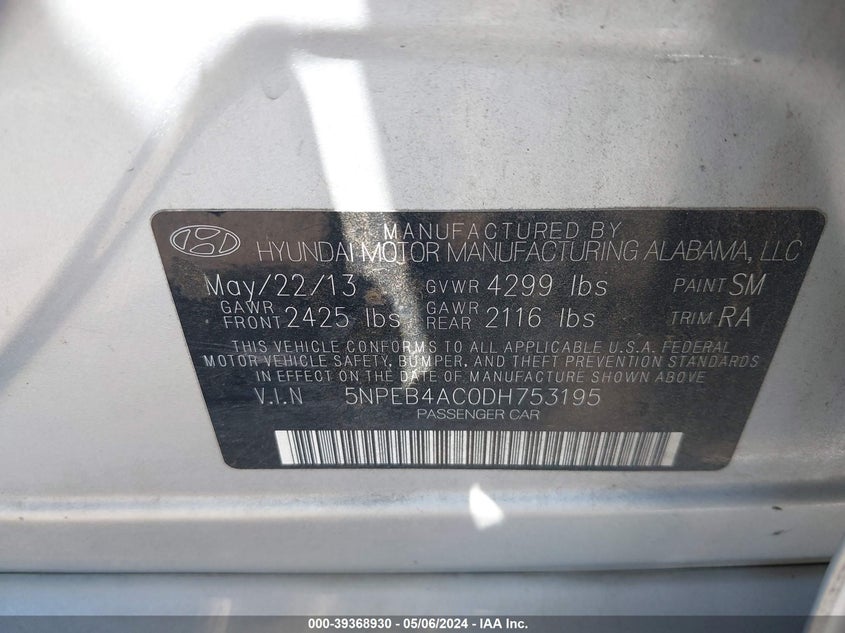 MANUFACTURED BY
HYUNDAI MOTOR MANUFACTURING ALABAMA, LLC
May/22/13 GVWR 4299 lbs PAINT SM
GAWR FRONT 2425 lbs GAWR REAR 2116 lbs TRIM RA
THIS VEHICLE CONFORMS TO ALL APPLICABLE U.S.A. FEDERAL
MOTOR VEHICLE SAFETY, BUMPER, AND THEFT PREVENTION STANDARDS
IN EFFECT ON THE DATE OF MANUFACTURE SHOWN ABOVE
V.I.N 5NPEB4AC0DH753195
PASSENGER CAR
000-39368930 - 05/06/2024 - IAA Inc.